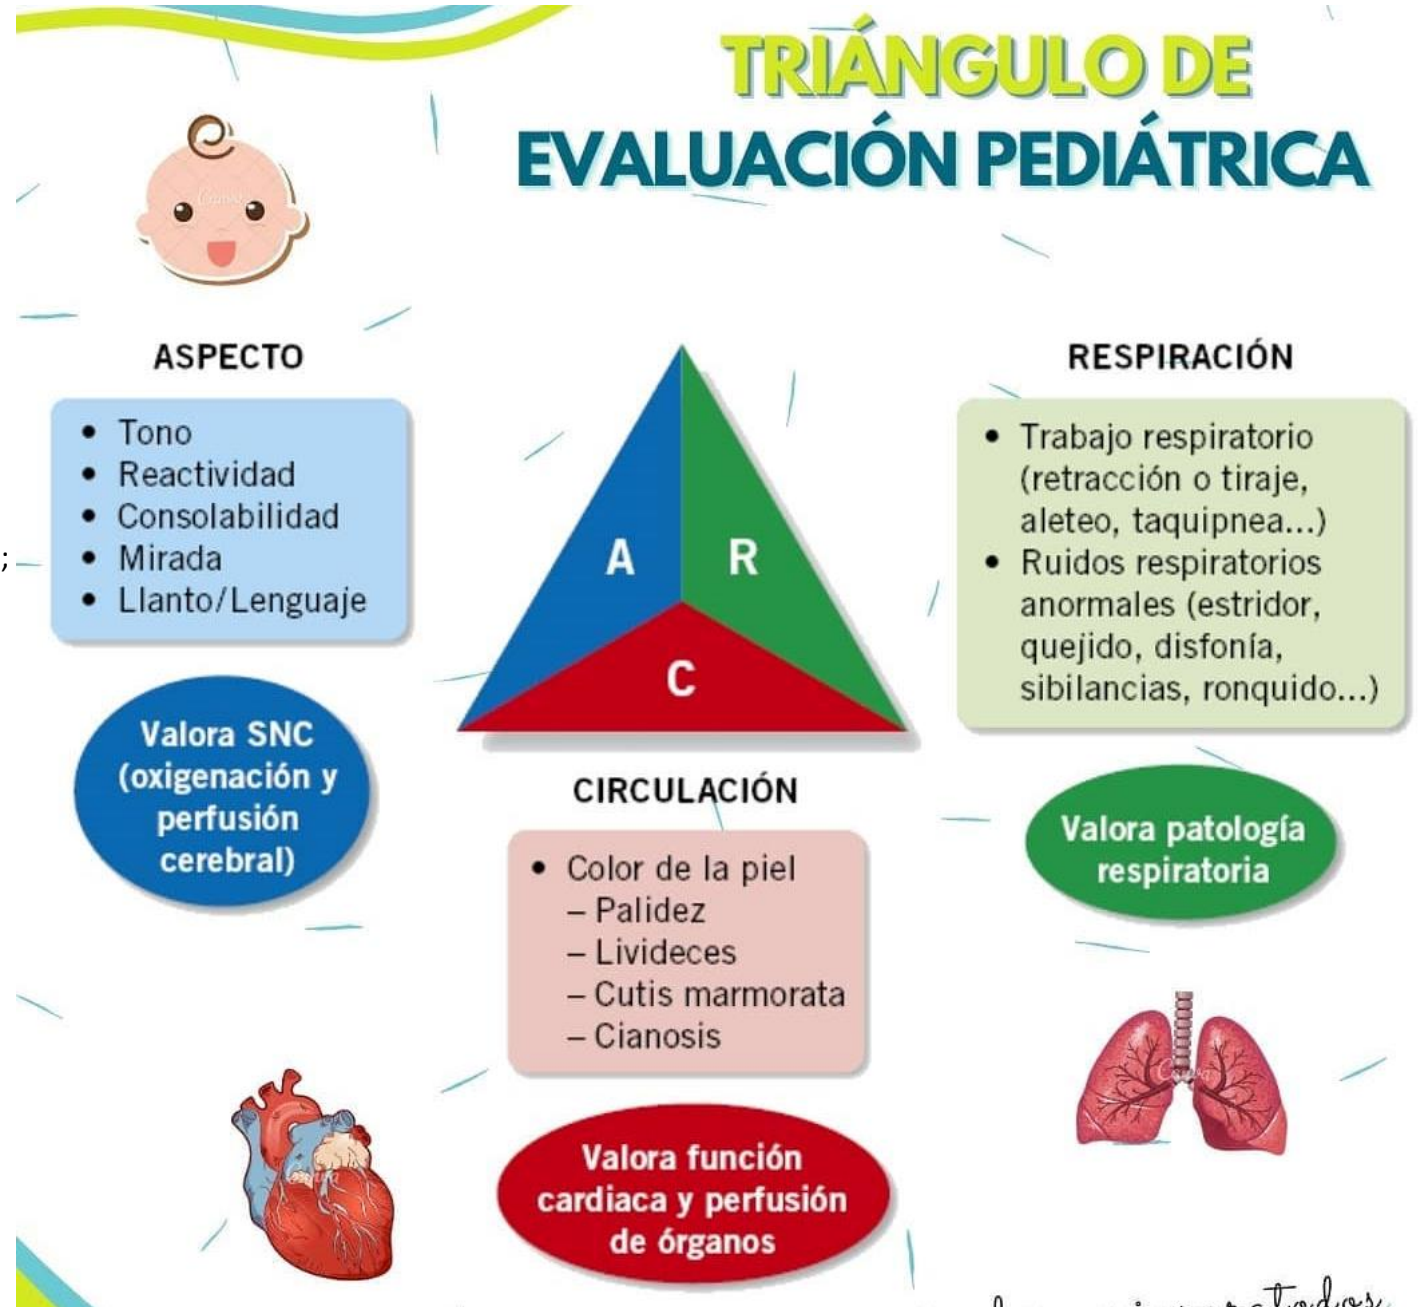 TRIÁNGULO DE
EVALUACIÓN PEDIÁTRICA
ASPECTO
• Tono
• Reactividad
• Consolabilidad
• Mirada
• Llanto/Lenguaje
;
Valora SNC
(oxigenación y
perfusión
cerebral)
A
R
C
RESPIRACIÓN
• Trabajo respiratorio
(retracción o tiraje,
aleteo, taquipnea...)
• Ruidos respiratorios
anormales (estridor,
quejido, disfonía,
sibilancias, ronquido...)
Valora patología
respiratoria
CIRCULACIÓN
• Color de la piel
– Palidez
– Livideces
– Cutis marmorata
– Cianosis
Valora función
cardiaca y perfusión
de órganos
Canva
Canva